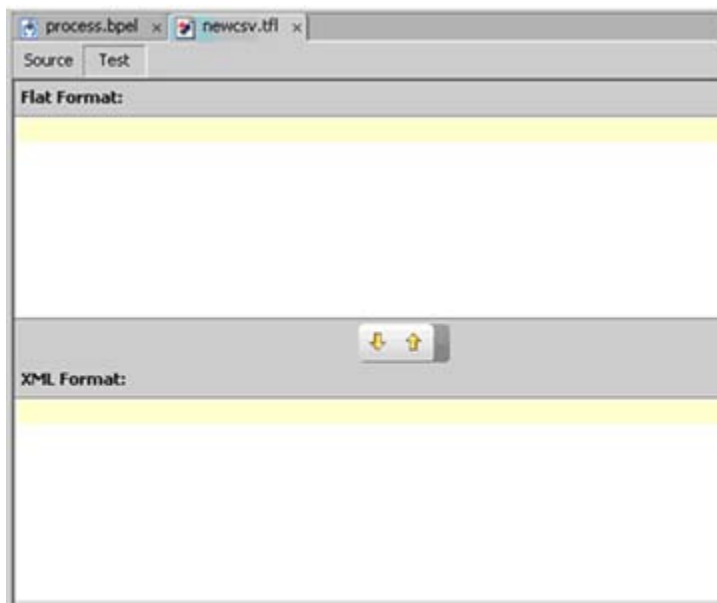 process.bpel × newcsv.tfl ×
Source Test
Flat Format:
XML Format: